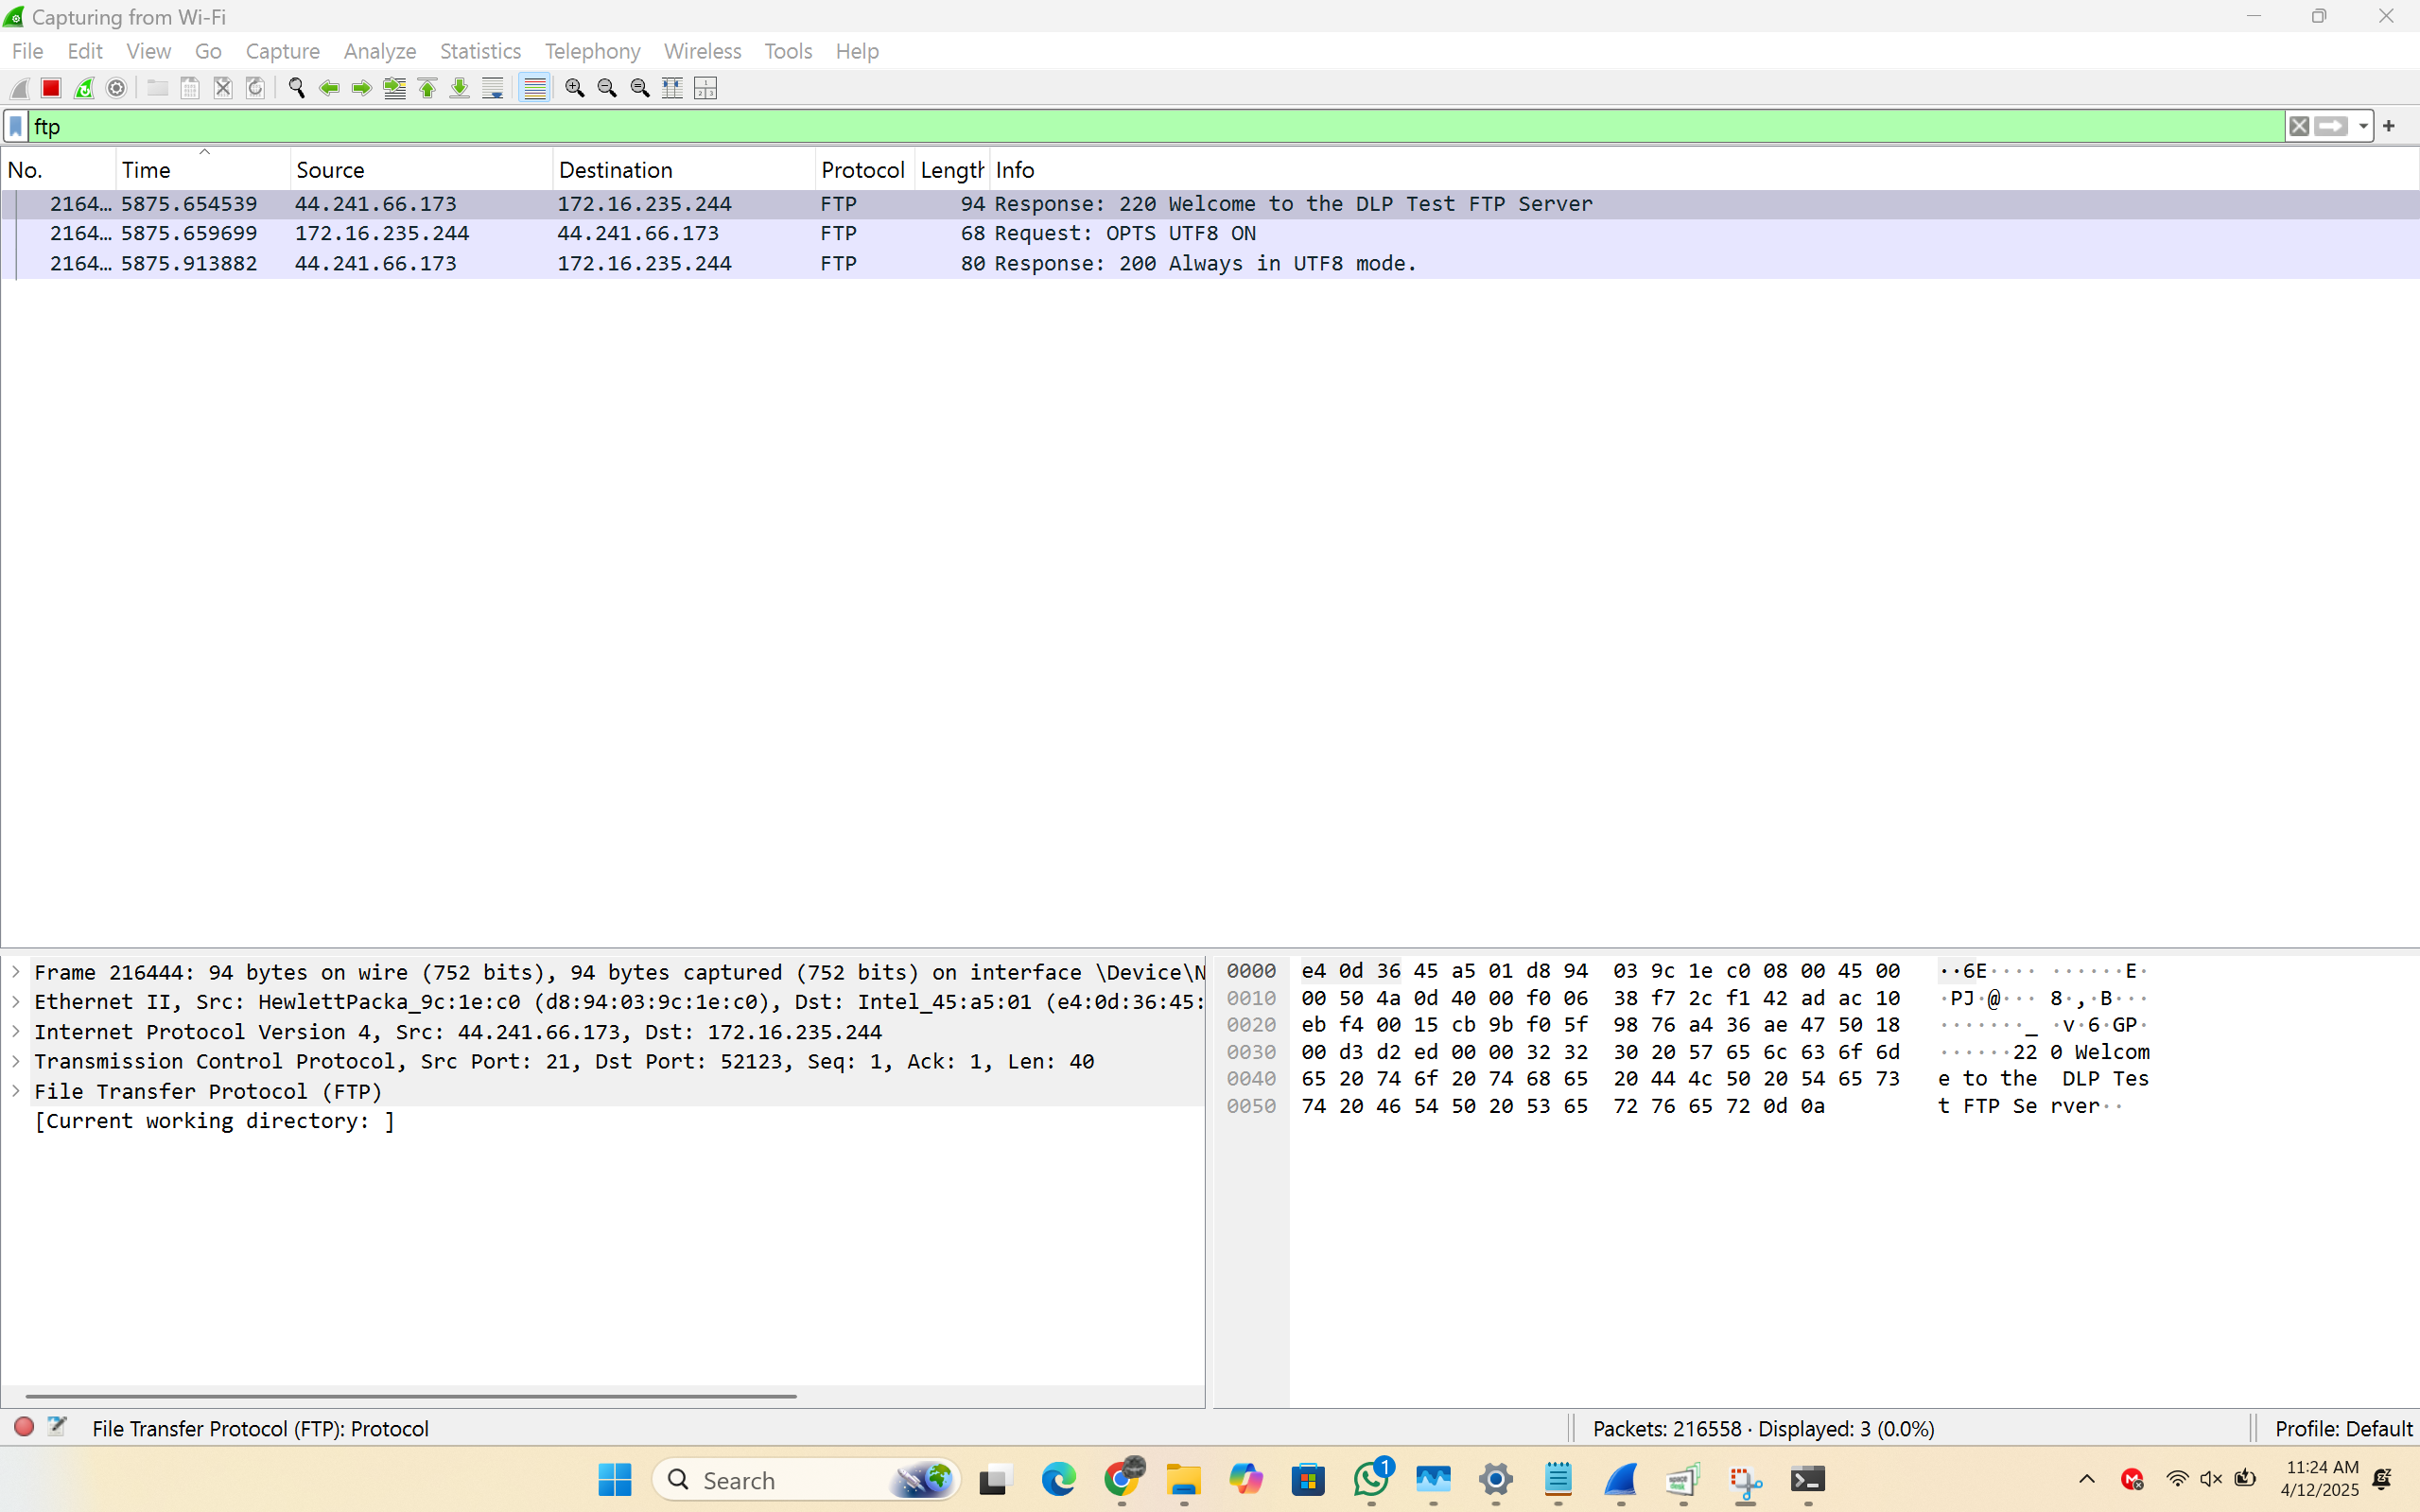 Capturing from Wi-Fi
File Edit View Go Capture Analyze Statistics Telephony Wireless Tools Help
ftp
No. Time Source Destination Protocol Length Info
2164… 5875.654539 44.241.66.173 172.16.235.244 FTP 94 Response: 220 Welcome to the DLP Test FTP Server
2164… 5875.659699 172.16.235.244 44.241.66.173 FTP 68 Request: OPTS UTF8 ON
2164… 5875.913882 44.241.66.173 172.16.235.244 FTP 80 Response: 200 Always in UTF8 mode.
Frame 216444: 94 bytes on wire (752 bits), 94 bytes captured (752 bits) on interface \Device\N
Ethernet II, Src: HewlettPacka_9c:1e:c0 (d8:94:03:9c:1e:c0), Dst: Intel_45:a5:01 (e4:0d:36:45:
Internet Protocol Version 4, Src: 44.241.66.173, Dst: 172.16.235.244
Transmission Control Protocol, Src Port: 21, Dst Port: 52123, Seq: 1, Ack: 1, Len: 40
File Transfer Protocol (FTP)
[Current working directory: ]
0000 e4 0d 36 45 a5 01 d8 94 03 9c 1e c0 08 00 45 00 ··6E···· ······E·
0010 00 50 4a 0d 40 00 f0 06 38 f7 2c f1 42 ad ac 10 ·PJ·@··· 8·,·B···
0020 eb f4 00 15 cb 9b f0 5f 98 76 a4 36 ae 47 50 18 ·······_ ·v·6·GP·
0030 00 d3 d2 ed 00 00 32 32 30 20 57 65 6c 63 6f 6d ······22 0 Welcom
0040 65 20 74 6f 20 74 68 65 20 44 4c 50 20 54 65 73 e to the  DLP Tes
0050 74 20 46 54 50 20 53 65 72 76 65 72 0d 0a t FTP Se rver··
File Transfer Protocol (FTP): Protocol
Packets: 216558 · Displayed: 3 (0.0%)
Profile: Default
Search
1
11:24 AM
4/12/2025